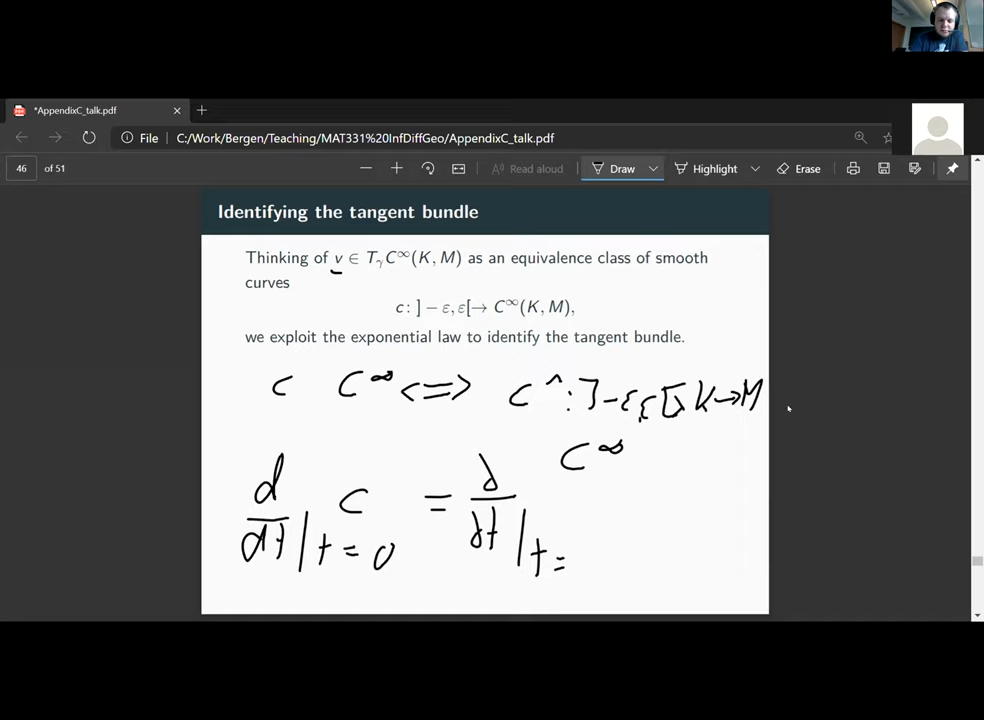 *AppendixC_talk.pdf
File C:/Work/Bergen/Teaching/MAT331%20InfDiffGeo/AppendixC_talk.pdf
46 of 51 Read aloud Draw Highlight Erase
Identifying the tangent bundle
Thinking of v ∈ T_γ C^∞(K, M) as an equivalence class of smooth
curves
c: ] − ε, ε[→ C^∞(K, M),
we exploit the exponential law to identify the tangent bundle.
c C^∞ <=> c^ : ]-ε,ε[× K→M
C^∞
d/dt|t=0 c = ∂/∂t|t=